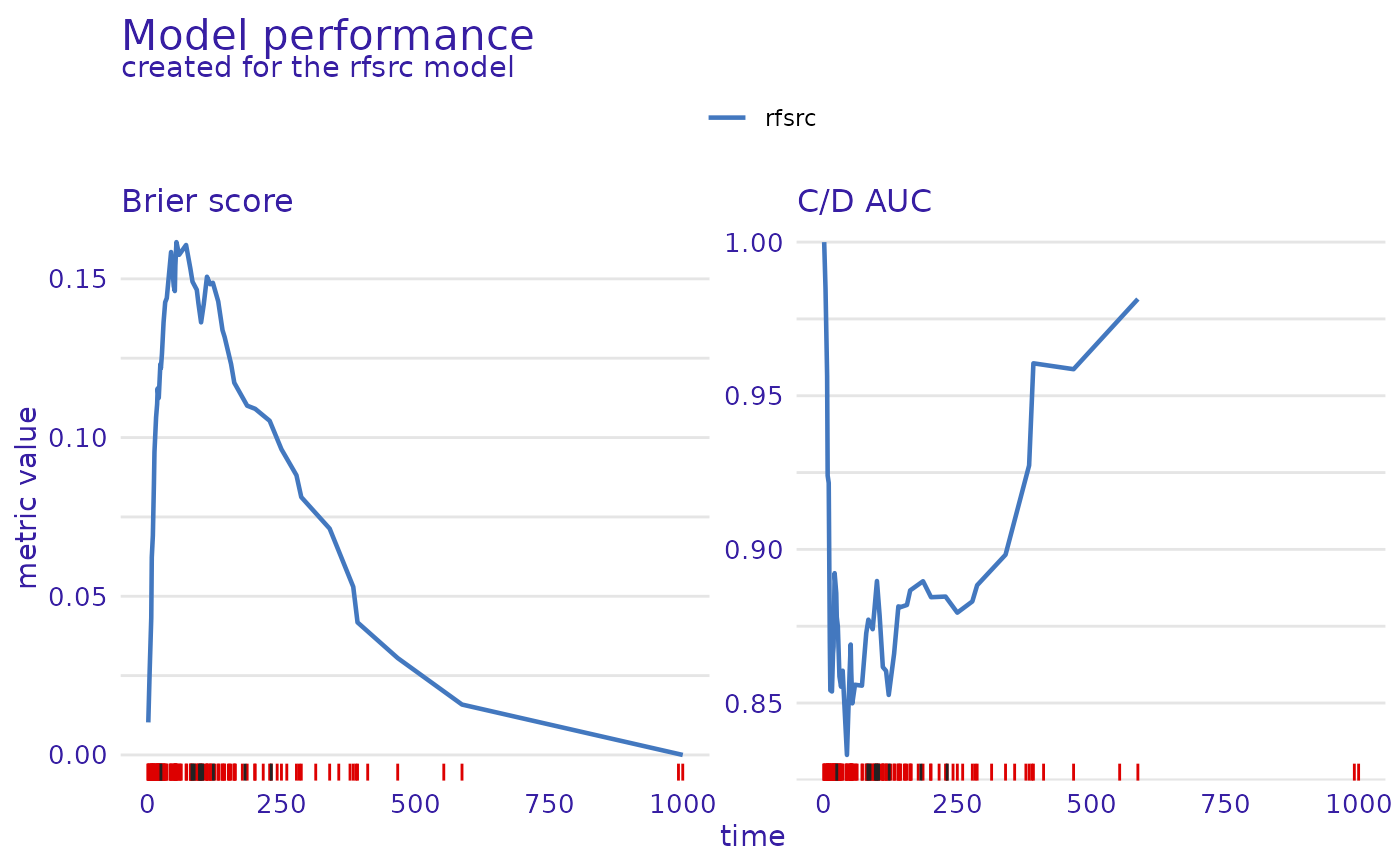 Model performance
created for the rfsrc model
rfsrc
Brier score
C/D AUC
metric value
0.15
0.10
0.05
0.00
1.00
0.95
0.90
0.85
0 250 500 750 1000
0 250 500 750 1000
time